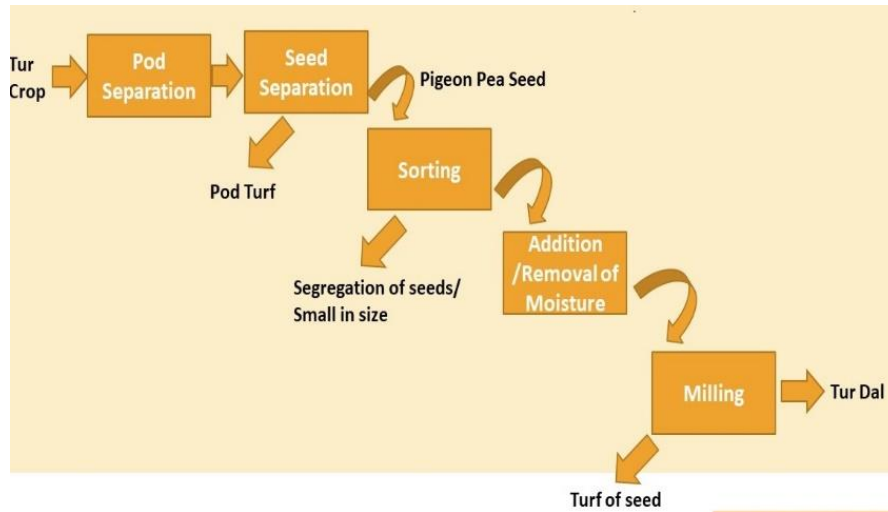 Tur
Crop
Pod
Separation
Seed
Separation
Pigeon Pea Seed
Pod Turf
Sorting
Segregation of seeds/
Small in size
Addition
/Removal of
Moisture
Milling
Tur Dal
Turf of seed